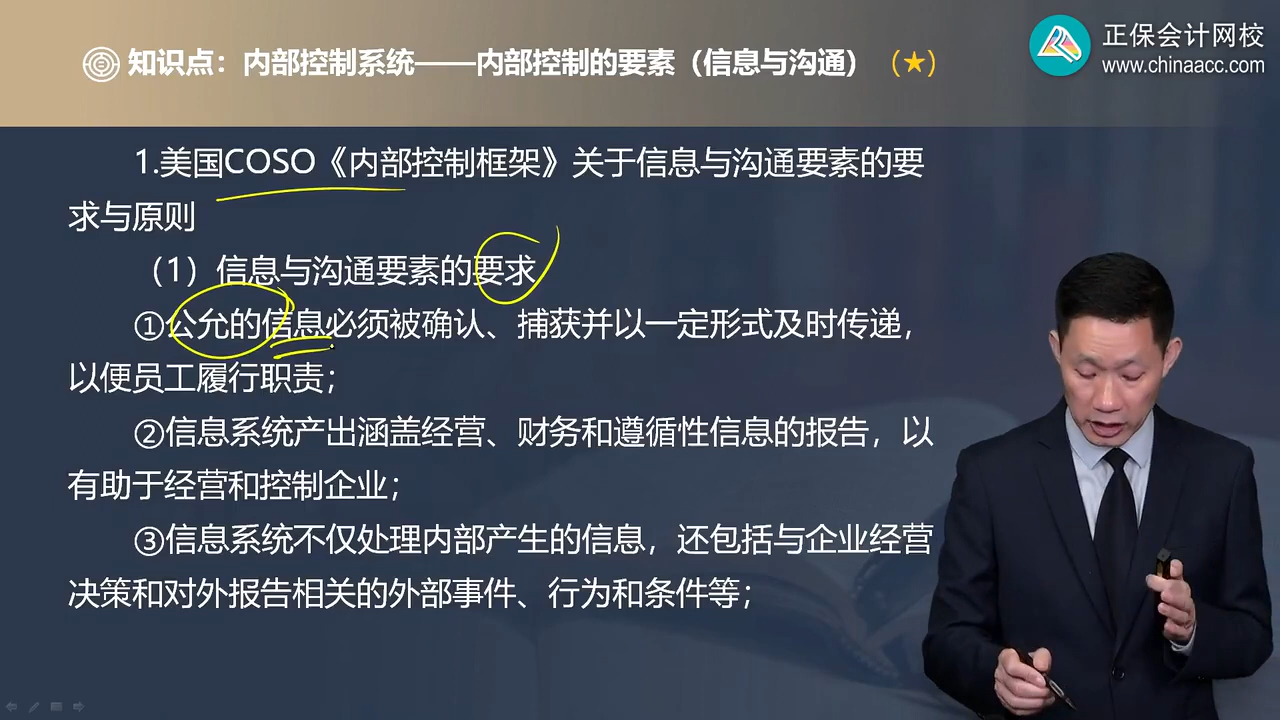 知识点：内部控制系统——内部控制的要素（信息与沟通）（★）
正保会计网校
www.chinaacc.com
1.美国COSO《内部控制框架》关于信息与沟通要素的要
求与原则
（1）信息与沟通要素的要求
①公允的信息必须被确认、捕获并以一定形式及时传递，
以便员工履行职责；
②信息系统产出涵盖经营、财务和遵循性信息的报告，以
有助于经营和控制企业；
③信息系统不仅处理内部产生的信息，还包括与企业经营
决策和对外报告相关的外部事件、行为和条件等；